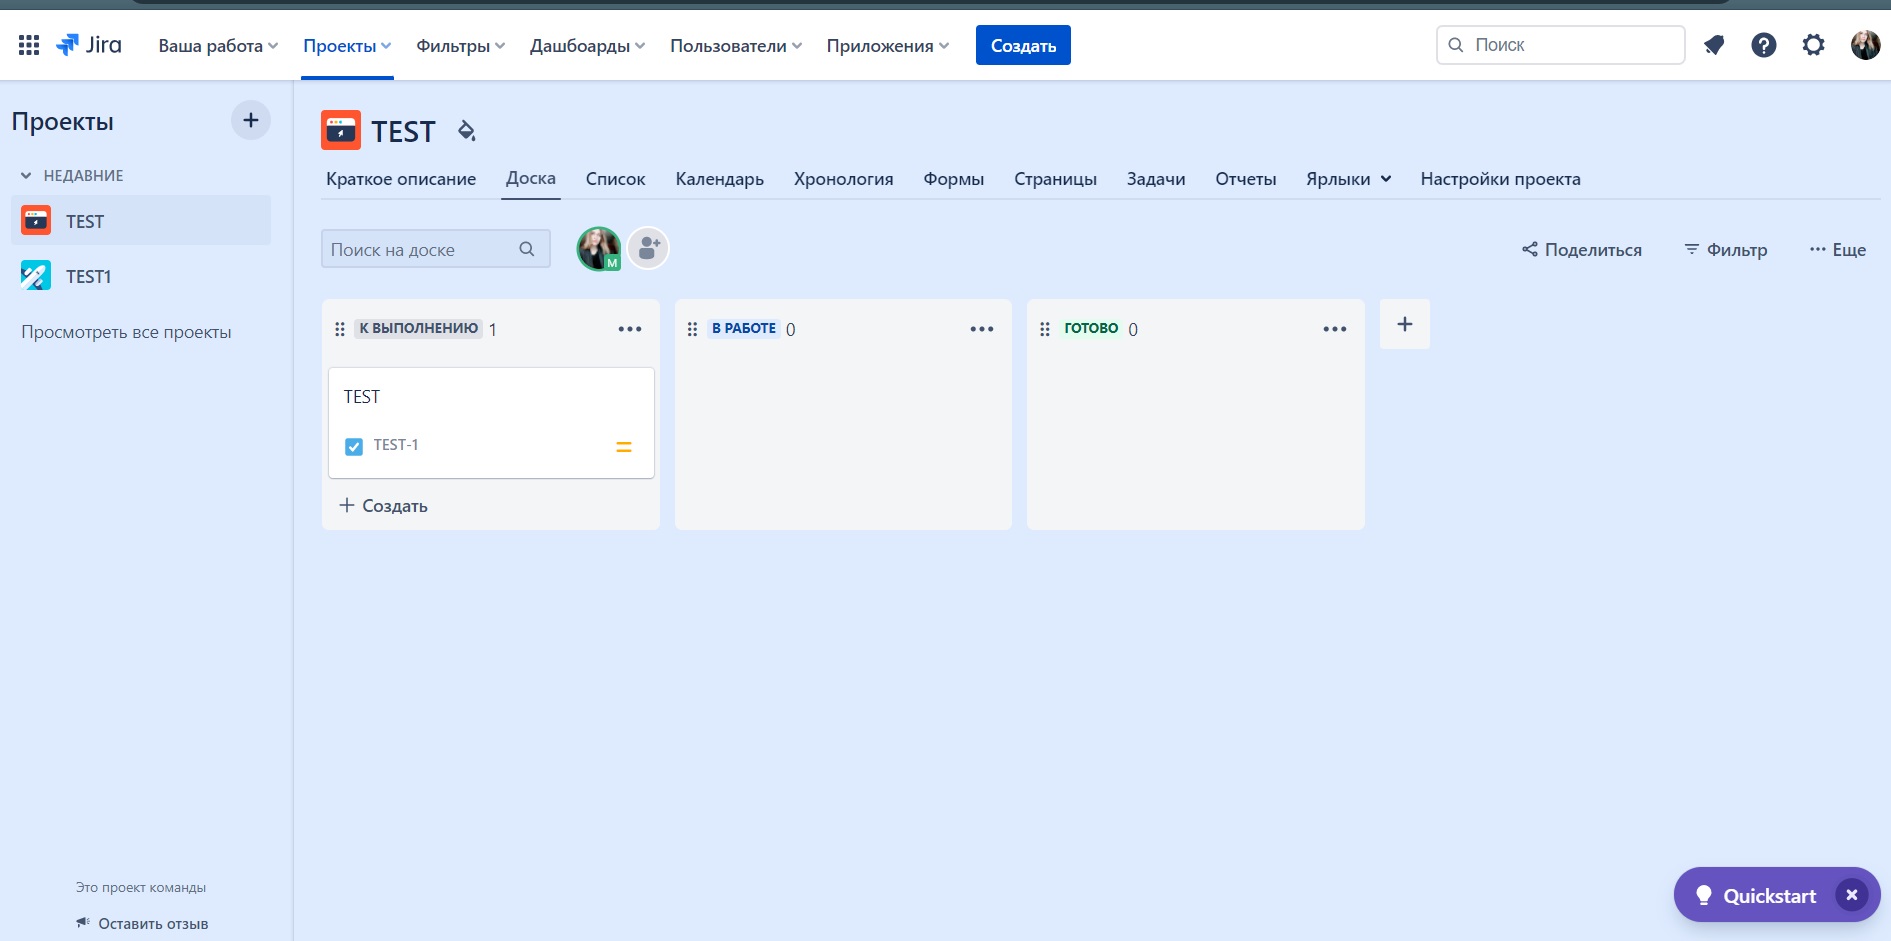 Jira Ваша работа Проекты Фильтры Дашбоарды Пользователи Приложения Создать Поиск
Проекты
НЕДАВНИЕ
TEST
TEST1
Просмотреть все проекты
Это проект команды
Оставить отзыв
TEST
Краткое описание Доска Список Календарь Хронология Формы Страницы Задачи Отчеты Ярлыки Настройки проекта
Поиск на доске M Поделиться Фильтр Еще
К ВЫПОЛНЕНИЮ 1
TEST
TEST-1
Создать
В РАБОТЕ 0
ГОТОВО 0
Quickstart